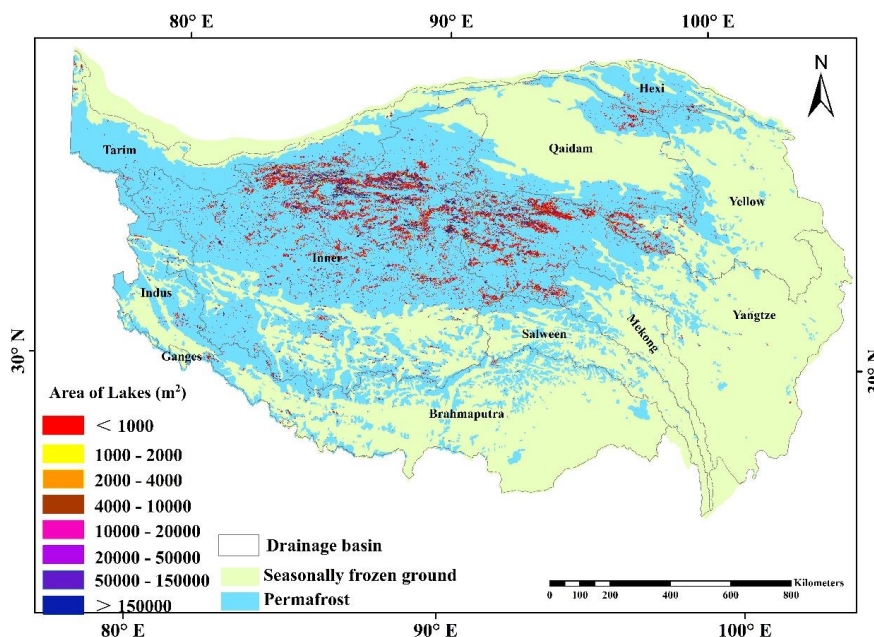 80° E 90° E 100° E
N
Hexi
Qaidam
Tarim
Yellow
Inner
Indus
Yangtze
Salween
Mekong
30° N
30° N
Ganges
Brahmaputra
Area of Lakes (m²)
< 1000
1000 - 2000
2000 - 4000
4000 - 10000
10000 - 20000
20000 - 50000
50000 - 150000
> 150000
Drainage basin
Seasonally frozen ground
Permafrost
Kilometers
0 100 200 400 600 800
80° E 90° E 100° E